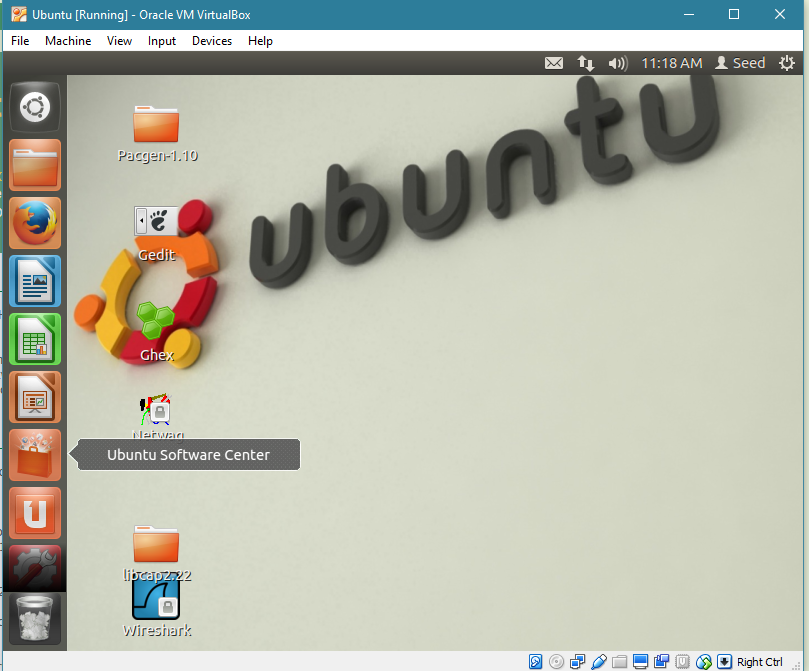 Ubuntu [Running] - Oracle VM VirtualBox
File Machine View Input Devices Help
11:18 AM Seed
ubuntu
Pacgen-1.10
Gedit
Ghex
Netwag
Ubuntu Software Center
U
libcap2.22
Wireshark
Right Ctrl